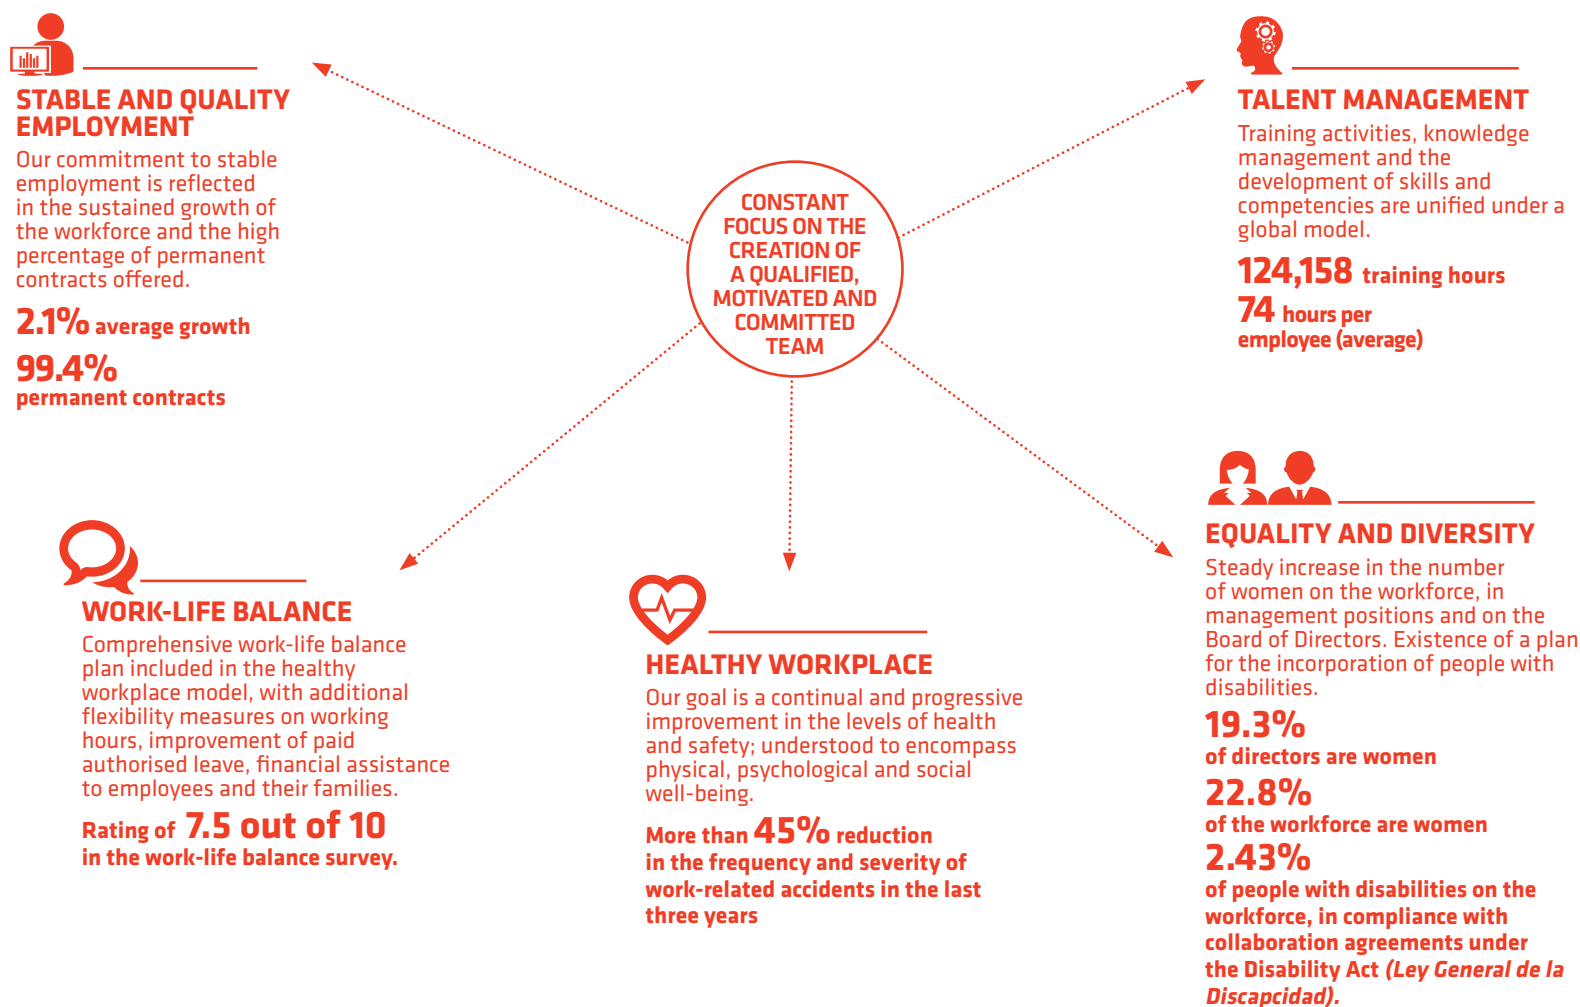 STABLE AND QUALITY
EMPLOYMENT
Our commitment to stable
employment is reflected
in the sustained growth of
the workforce and the high
percentage of permanent
contracts offered.
2.1% average growth
99.4%
permanent contracts
CONSTANT
FOCUS ON THE
CREATION OF
A QUALIFIED,
MOTIVATED AND
COMMITTED
TEAM
TALENT MANAGEMENT
Training activities, knowledge
management and the
development of skills and
competencies are unified under a
global model.
124,158 training hours
74 hours per
employee (average)
WORK-LIFE BALANCE
Comprehensive work-life balance
plan included in the healthy
workplace model, with additional
flexibility measures on working
hours, improvement of paid
authorised leave, financial assistance
to employees and their families.
Rating of 7.5 out of 10
in the work-life balance survey.
HEALTHY WORKPLACE
Our goal is a continual and progressive
improvement in the levels of health
and safety; understood to encompass
physical, psychological and social
well-being.
More than 45% reduction
in the frequency and severity of
work-related accidents in the last
three years
EQUALITY AND DIVERSITY
Steady increase in the number
of women on the workforce, in
management positions and on the
Board of Directors. Existence of a plan
for the incorporation of people with
disabilities.
19.3%
of directors are women
22.8%
of the workforce are women
2.43%
of people with disabilities on the
workforce, in compliance with
collaboration agreements under
the Disability Act (Ley General de la
Discapcidad).